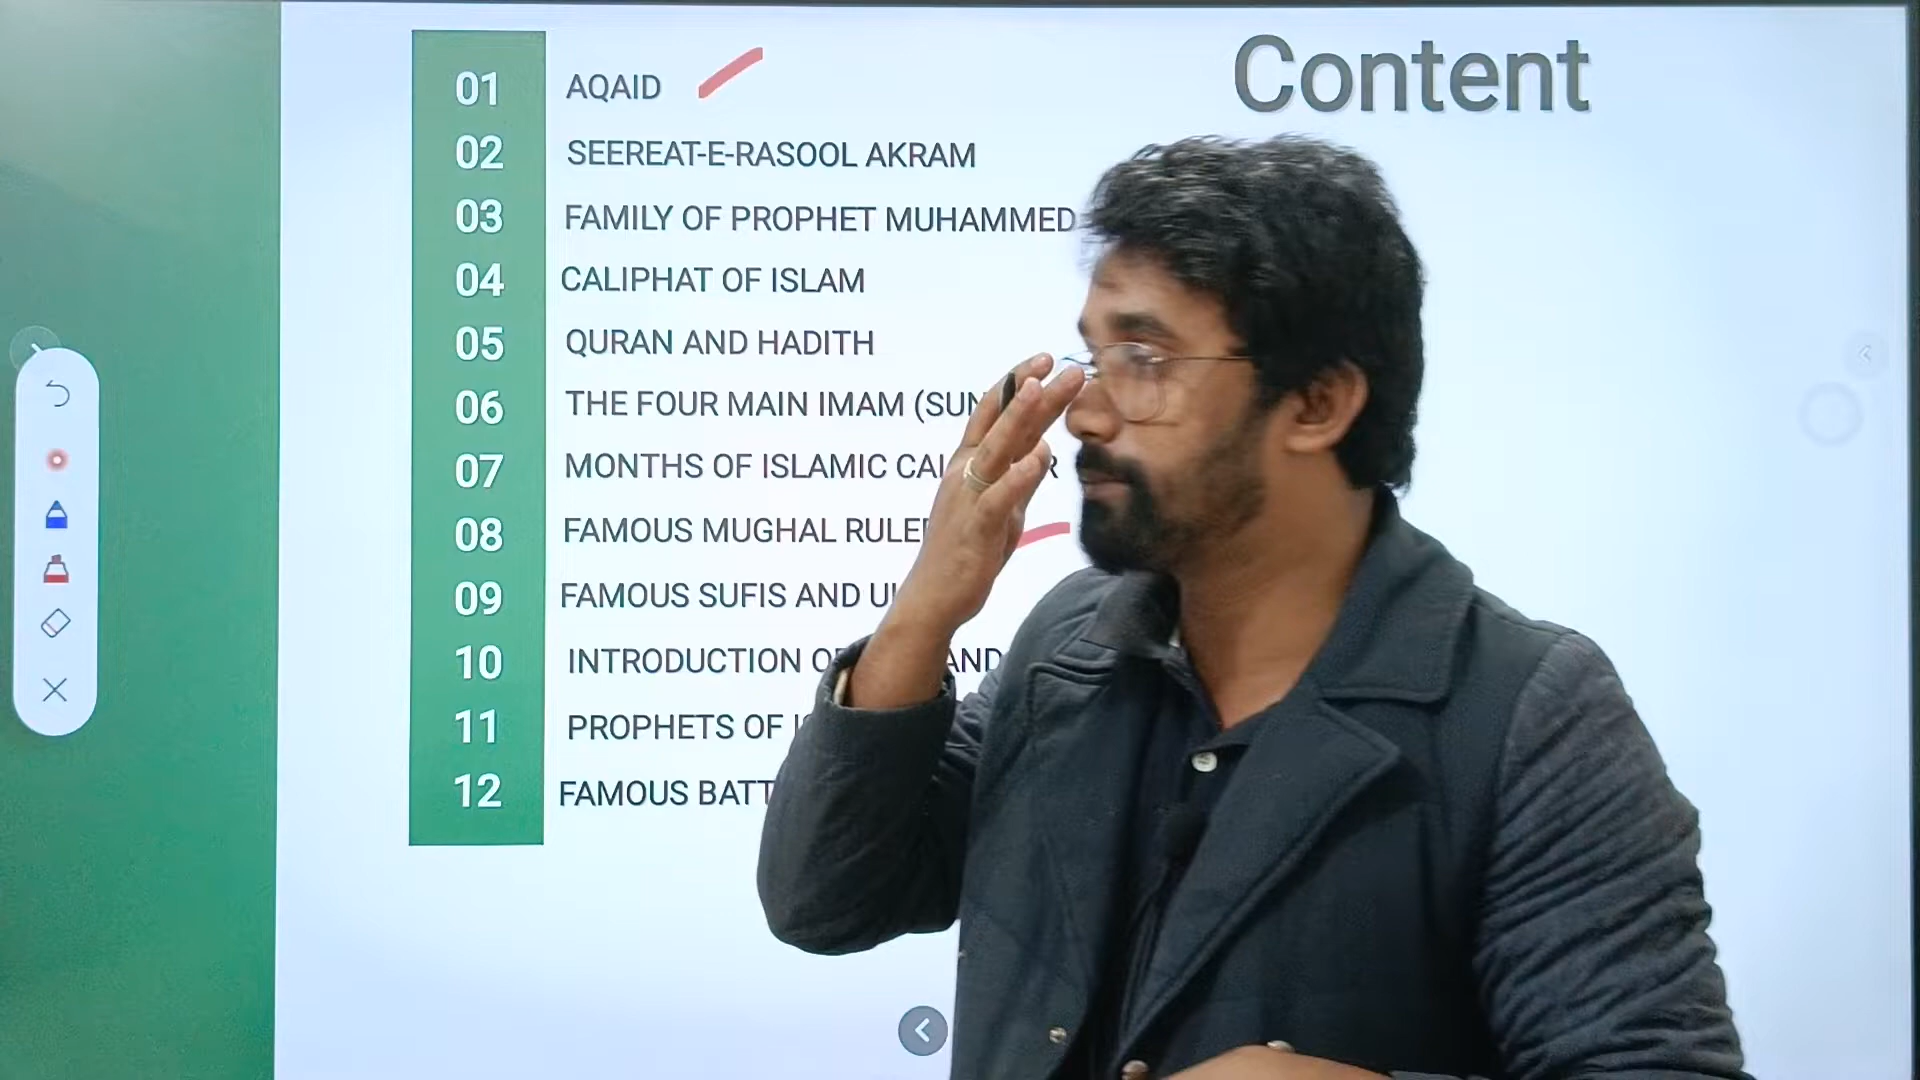 Content
01 AQAID
02 SEEREAT-E-RASOOL AKRAM
03 FAMILY OF PROPHET MUHAMMED
04 CALIPHAT OF ISLAM
05 QURAN AND HADITH
06 THE FOUR MAIN IMAM
07 MONTHS OF ISLAMIC
08 FAMOUS MUGHAL
09 FAMOUS SUFIS AND
10 INTRODUCTION AND
11 PROPHETS OF
12 FAMOUS